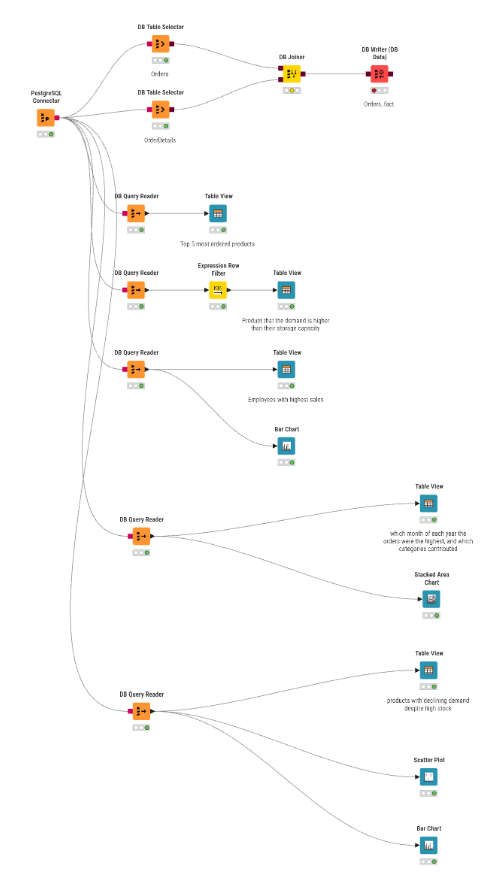 DB Table Selector
Orders
DB Joiner
DB Writer (DB
Data)
Orders_fact
PostgreSQL
Connector
DB Table Selector
OrderDetails
DB Query Reader
Table View
Top 5 most ordered products
DB Query Reader
Expression Row
Filter
Table View
Product that the demand is higher
than their storage capacity
DB Query Reader
Table View
Employees with highest sales
Bar Chart
DB Query Reader
Table View
which month of each year the
orders were the highest, and which
categories contributed
Stacked Area
Chart
DB Query Reader
Table View
products with declining demand
despite high stock
Scatter Plot
Bar Chart